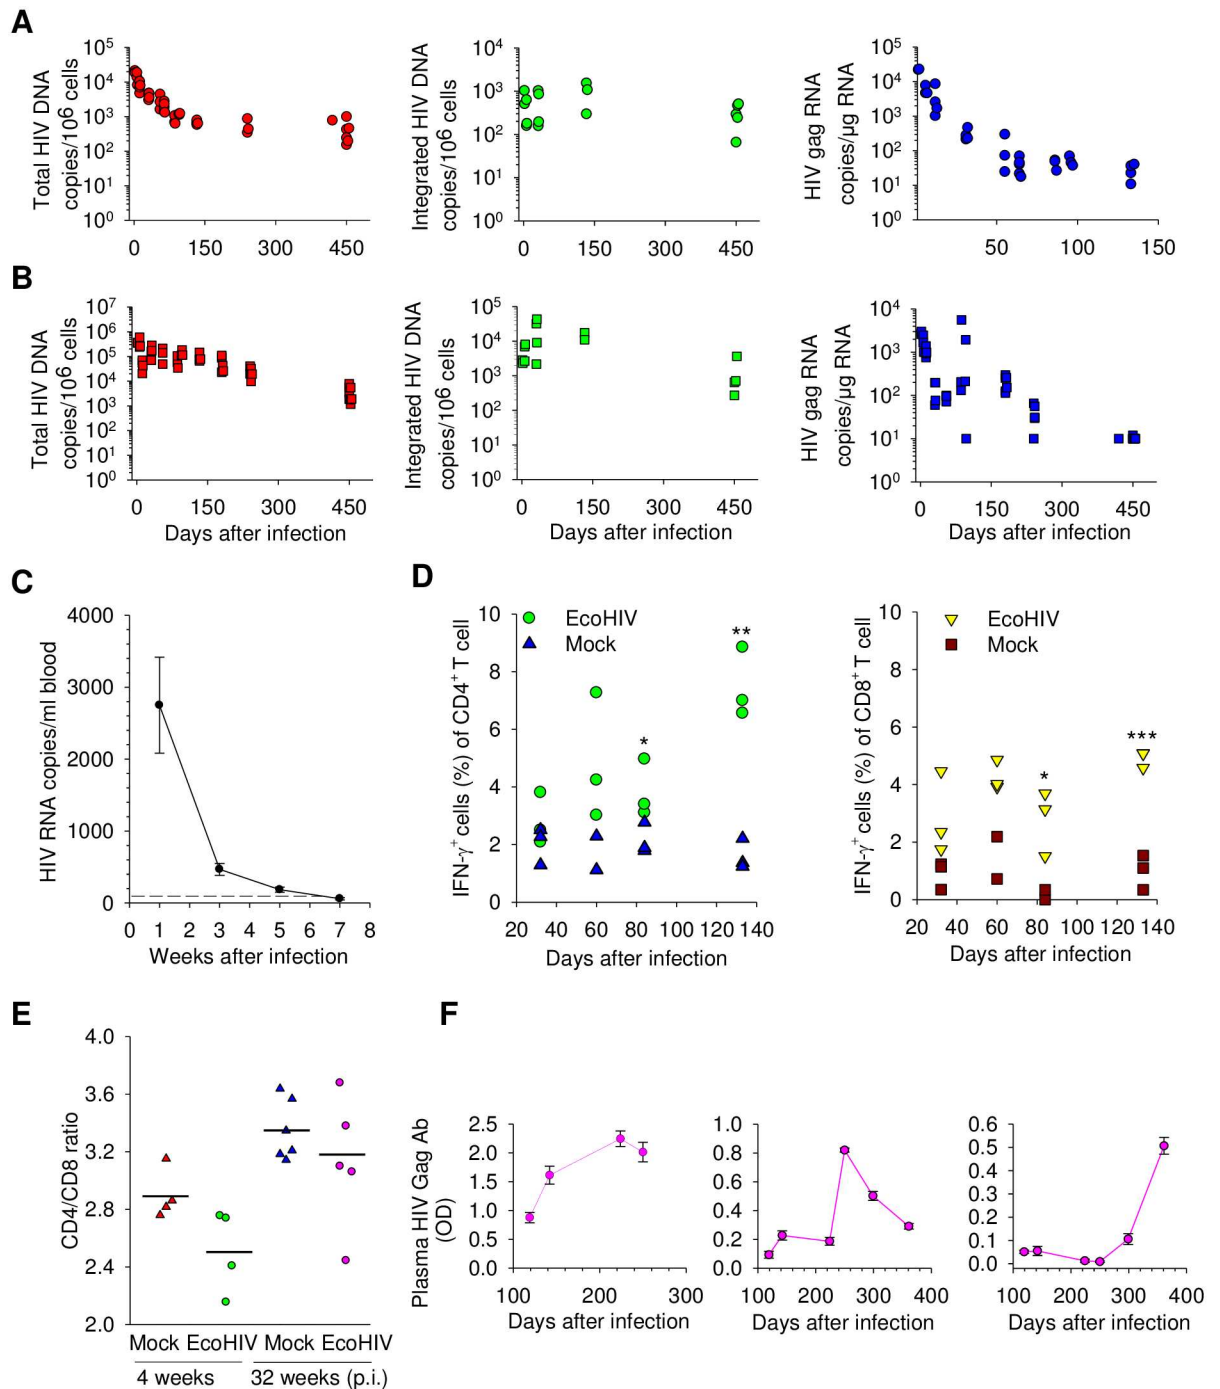 A
Total HIV DNA
copies/10⁶ cells
10⁵
10⁴
10³
10²
10¹
10⁰
0 150 300 450
Integrated HIV DNA
copies/10⁶ cells
10⁴
10³
10²
10¹
10⁰
0 150 300 450
HIV gag RNA
copies/µg RNA
10⁵
10⁴
10³
10²
10¹
10⁰
50 100 150
B
Total HIV DNA
copies/10⁶ cells
10⁷
10⁶
10⁵
10⁴
10³
10²
10¹
10⁰
0 150 300 450
Days after infection
Integrated HIV DNA
copies/10⁶ cells
10⁵
10⁴
10³
10²
10¹
10⁰
0 150 300 450
Days after infection
HIV gag RNA
copies/µg RNA
10⁴
10³
10²
10¹
10⁰
0 150 300 450
Days after infection
C
HIV RNA copies/ml blood
4000
3000
2000
1000
0
0 1 2 3 4 5 6 7 8
Weeks after infection
D
IFN-γ⁺ cells (%) of CD4⁺ T cell
10
8
6
4
2
0
EcoHIV
Mock
*
**
20 40 60 80 100 120 140
Days after infection
IFN-γ⁺ cells (%) of CD8⁺ T cell
10
8
6
4
2
0
EcoHIV
Mock
*
***
20 40 60 80 100 120 140
Days after infection
E
CD4/CD8 ratio
4.0
3.6
3.2
2.8
2.4
2.0
Mock EcoHIV Mock EcoHIV
4 weeks 32 weeks (p.i.)
F
Plasma HIV Gag Ab
(OD)
2.5
2.0
1.5
1.0
0.5
0.0
100 200 300
Days after infection
1.0
0.8
0.6
0.4
0.2
0.0
100 200 300 400
Days after infection
0.6
0.5
0.4
0.3
0.2
0.1
0.0
100 200 300 400
Days after infection